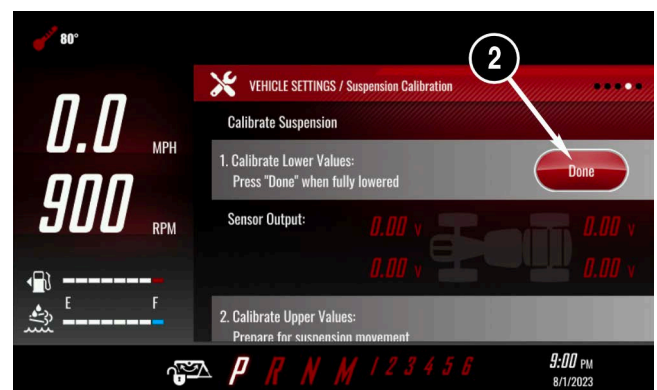 80°
2
VEHICLE SETTINGS / Suspension Calibration
0.0 MPH
900 RPM
Calibrate Suspension
1. Calibrate Lower Values:
Press "Done" when fully lowered
Done
Sensor Output:
0.00 v 0.00 v
0.00 v 0.00 v
E F
2. Calibrate Upper Values:
Prepare for suspension movement
P R N M 1 2 3 4 5 6
9:00 PM
8/1/2023